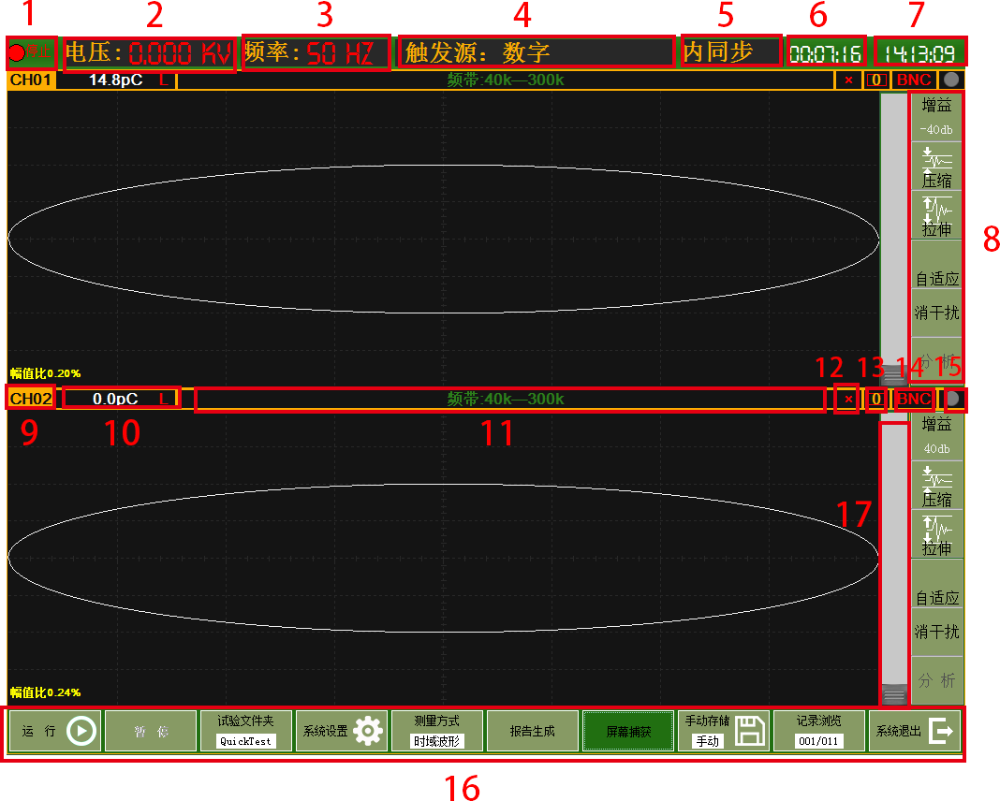 1 2 3 4 5 6 7
停止 电压: 0.000 KV 频率: 50 HZ 触发源: 数字 内同步 00:07:16 14:13:09
CH01 14.8pC L 频带:40k—300k × 0 BNC
增益
-40db
压缩
拉伸
8
自适应
消干扰
分 析
幅值比0.20%
12 13 14 15
CH02 0.0pC L 频带:40k—300k × 0 BNC
9 10 11
增益
40db
压缩
17
拉伸
自适应
消干扰
分 析
幅值比0.24%
运 行 暂 停 试验文件夹 系统设置 测量方式 报告生成 屏幕捕获 手动存储 记录浏览 系统退出
QuickTest 时域波形 手动 001/011
16